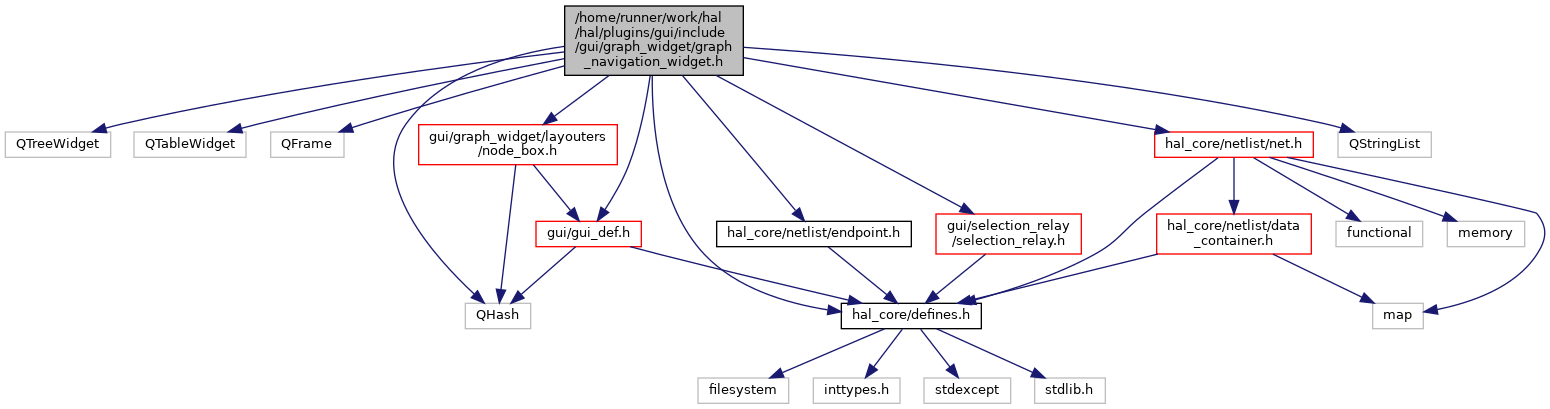 /home/runner/work/hal
/hal/plugins/gui/include
/gui/graph_widget/graph
_navigation_widget.h
QTreeWidget
QTableWidget
QFrame
gui/graph_widget/layouters
/node_box.h
hal_core/netlist/net.h
QStringList
gui/gui_def.h
hal_core/netlist/endpoint.h
gui/selection_relay
/selection_relay.h
hal_core/netlist/data
_container.h
functional
memory
QHash
hal_core/defines.h
map
filesystem
inttypes.h
stdexcept
stdlib.h